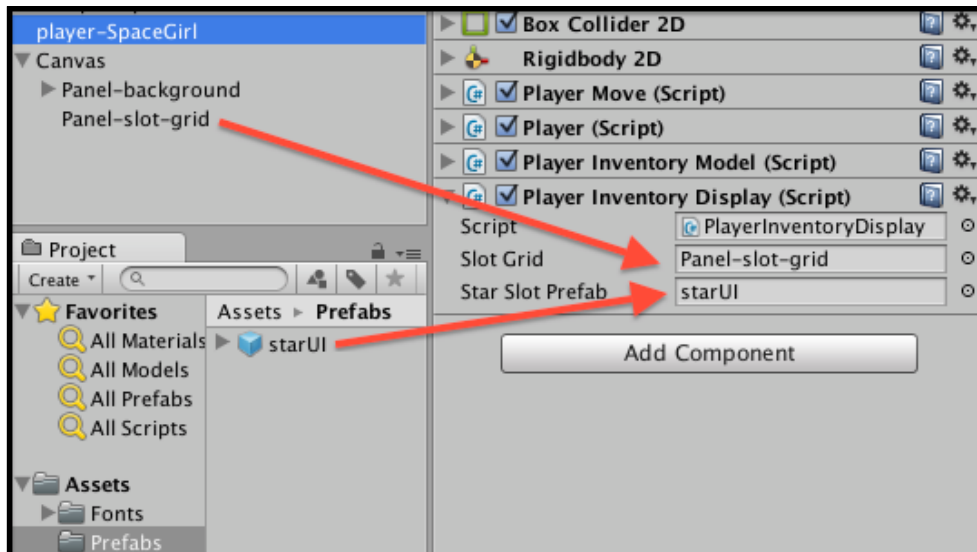 player-SpaceGirl
Canvas
Panel-background
Panel-slot-grid
Project
Create
Favorites
All Materials
All Models
All Prefabs
All Scripts
Assets
Fonts
Prefabs
Assets Prefabs
starUI
Box Collider 2D
Rigidbody 2D
Player Move (Script)
Player (Script)
Player Inventory Model (Script)
Player Inventory Display (Script)
Script PlayerInventoryDisplay
Slot Grid Panel-slot-grid
Star Slot Prefab starUI
Add Component